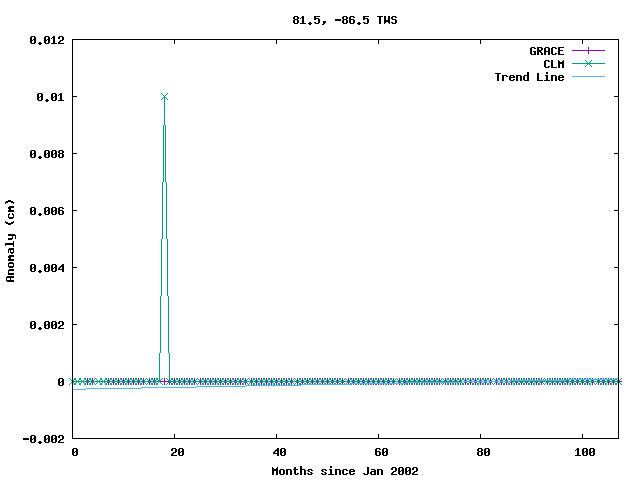 81.5, -86.5 TWS
GRACE
CLM
Trend Line
0.012
0.01
0.008
0.006
0.004
0.002
0
-0.002
Anomaly (cm)
0 20 40 60 80 100
Months since Jan 2002